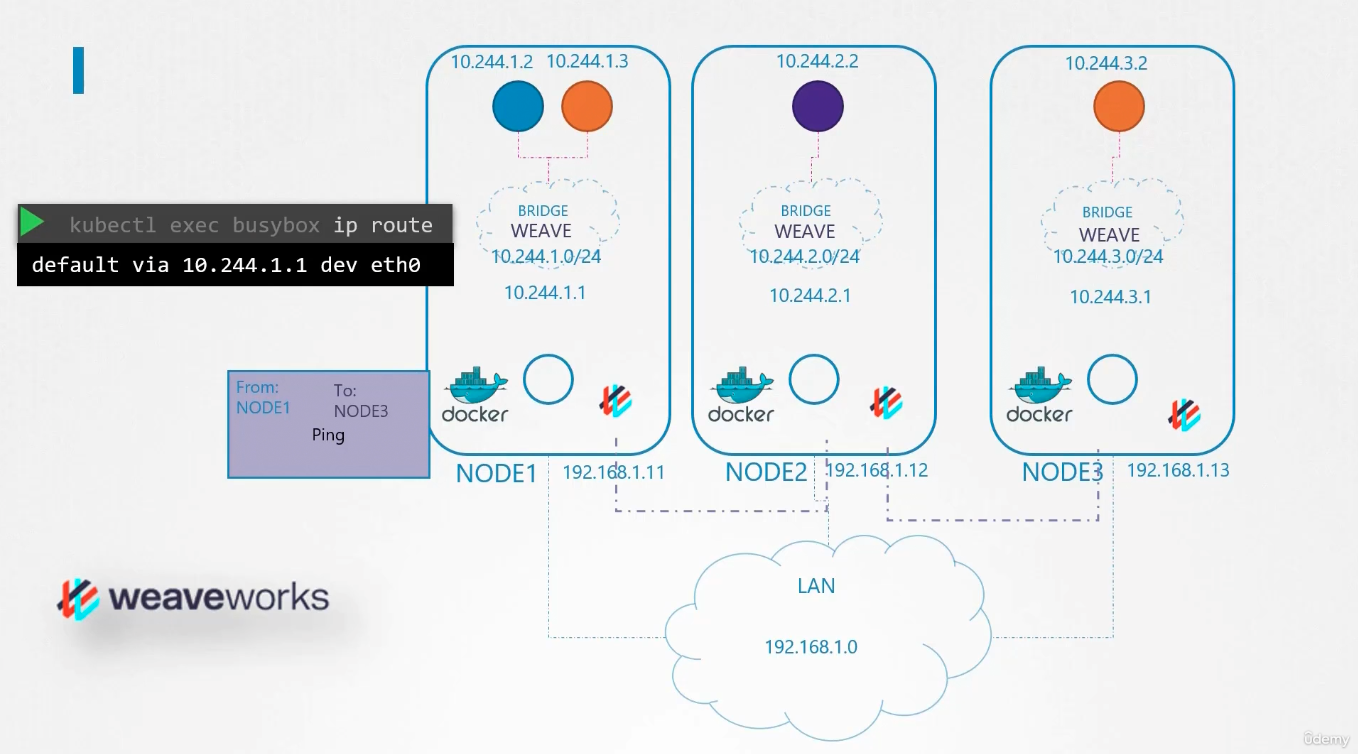 10.244.1.2 10.244.1.3
10.244.2.2
10.244.3.2
kubectl exec busybox ip route
default via 10.244.1.1 dev eth0
BRIDGE
WEAVE
10.244.1.0/24
10.244.1.1
BRIDGE
WEAVE
10.244.2.0/24
10.244.2.1
BRIDGE
WEAVE
10.244.3.0/24
10.244.3.1
From:
NODE1
To:
NODE3
Ping
docker
docker
docker
NODE1 192.168.1.11
NODE2 192.168.1.12
NODE3 192.168.1.13
weaveworks
LAN
192.168.1.0
ûdemy